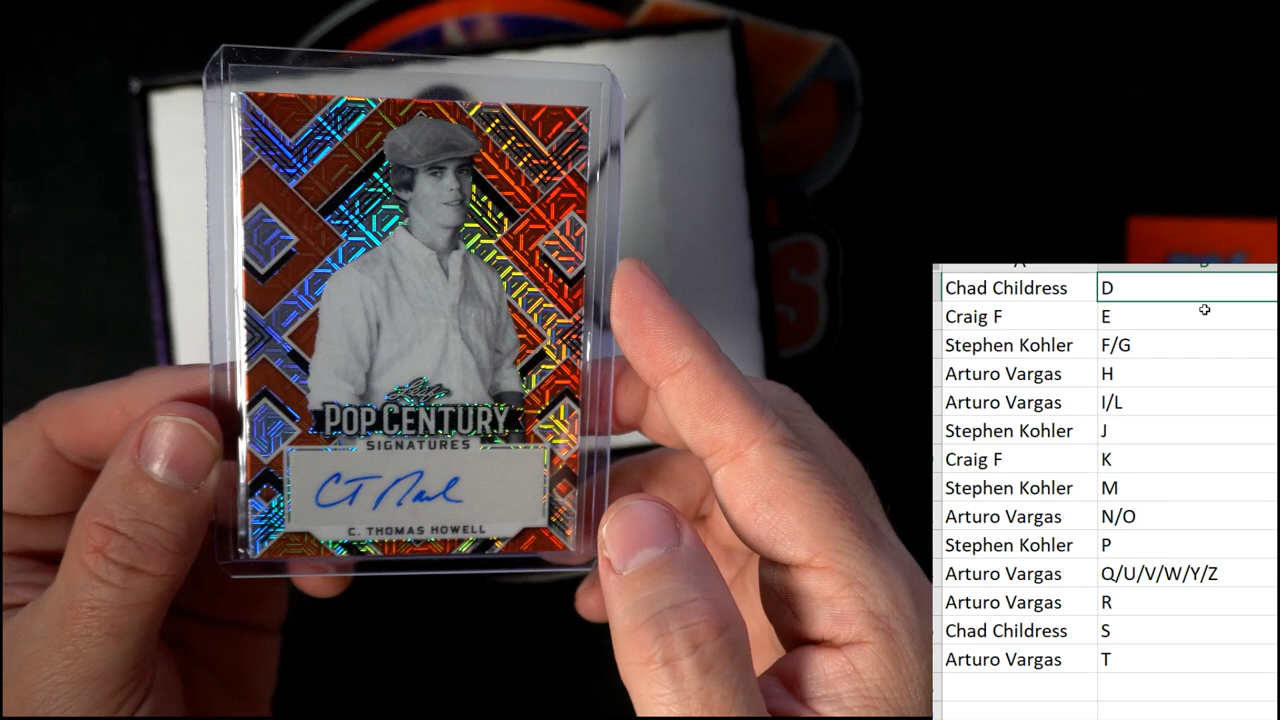 Leaf
POP CENTURY
SIGNATURES
C. THOMAS HOWELL
Chad Childress D
Craig F E
Stephen Kohler F/G
Arturo Vargas H
Arturo Vargas I/L
Stephen Kohler J
Craig F K
Stephen Kohler M
Arturo Vargas N/O
Stephen Kohler P
Arturo Vargas Q/U/V/W/Y/Z
Arturo Vargas R
Chad Childress S
Arturo Vargas T